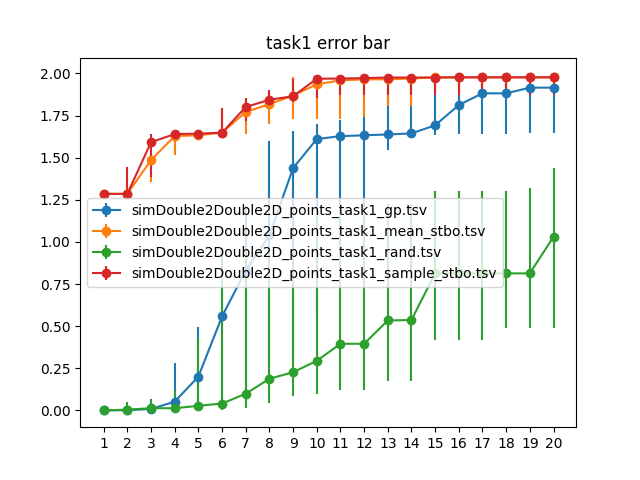 task1 error bar
2.00
1.75
1.50
1.25
1.00
0.75
0.50
0.25
0.00
simDouble2Double2D_points_task1_gp.tsv
simDouble2Double2D_points_task1_mean_stbo.tsv
simDouble2Double2D_points_task1_rand.tsv
simDouble2Double2D_points_task1_sample_stbo.tsv
1 2 3 4 5 6 7 8 9 10 11 12 13 14 15 16 17 18 19 20